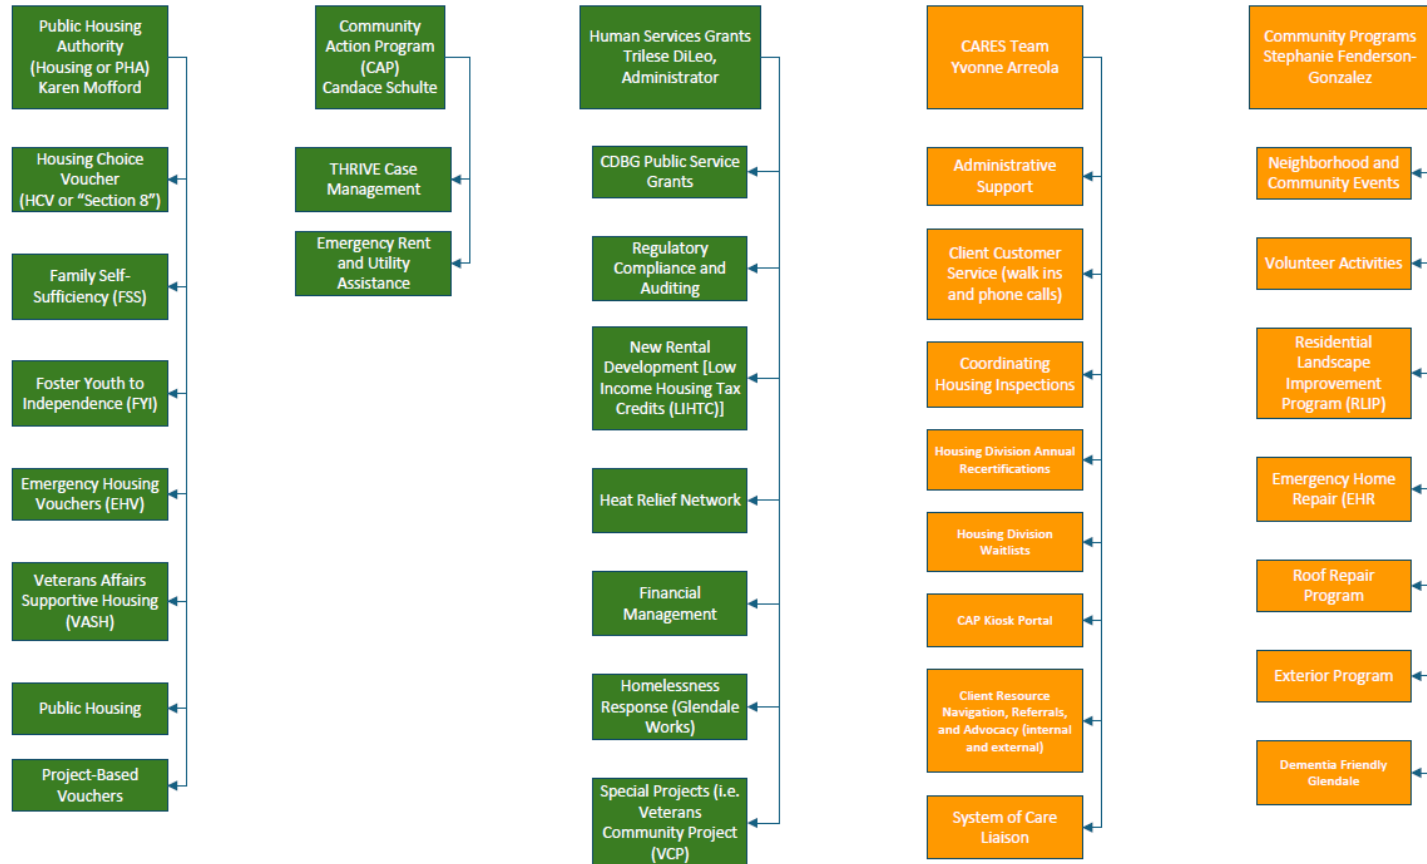 Public Housing
Authority
(Housing or PHA)
Karen Mofford
Housing Choice
Voucher
(HCV or “Section 8”)
Family Self-
Sufficiency (FSS)
Foster Youth to
Independence (FYI)
Emergency Housing
Vouchers (EHV)
Veterans Affairs
Supportive Housing
(VASH)
Public Housing
Project-Based
Vouchers
Community
Action Program
(CAP)
Candace Schulte
THRIVE Case
Management
Emergency Rent
and Utility
Assistance
Human Services Grants
Trilese DiLeo,
Administrator
CDBG Public Service
Grants
Regulatory
Compliance and
Auditing
New Rental
Development [Low
Income Housing Tax
Credits (LIHTC)]
Heat Relief Network
Financial
Management
Homelessness
Response (Glendale
Works)
Special Projects (i.e.
Veterans
Community Project
(VCP)
CARES Team
Yvonne Arreola
Administrative
Support
Client Customer
Service (walk ins
and phone calls)
Coordinating
Housing Inspections
Housing Division Annual
Recertifications
Housing Division
Waitlists
CAP Kiosk Portal
Client Resource
Navigation, Referrals,
and Advocacy (internal
and external)
System of Care
Liaison
Community Programs
Stephanie Fenderson-
Gonzalez
Neighborhood and
Community Events
Volunteer Activities
Residential
Landscape
Improvement
Program (RLIP)
Emergency Home
Repair (EHR
Roof Repair
Program
Exterior Program
Dementia Friendly
Glendale